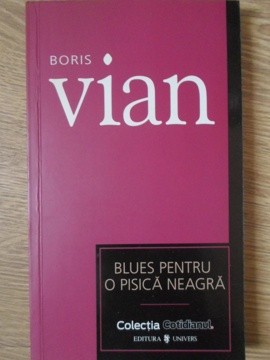 BORIS
vian
BLUES PENTRU
O PISICĂ NEAGRĂ
Colecția Cotidianul.
EDITURA UNIVERS